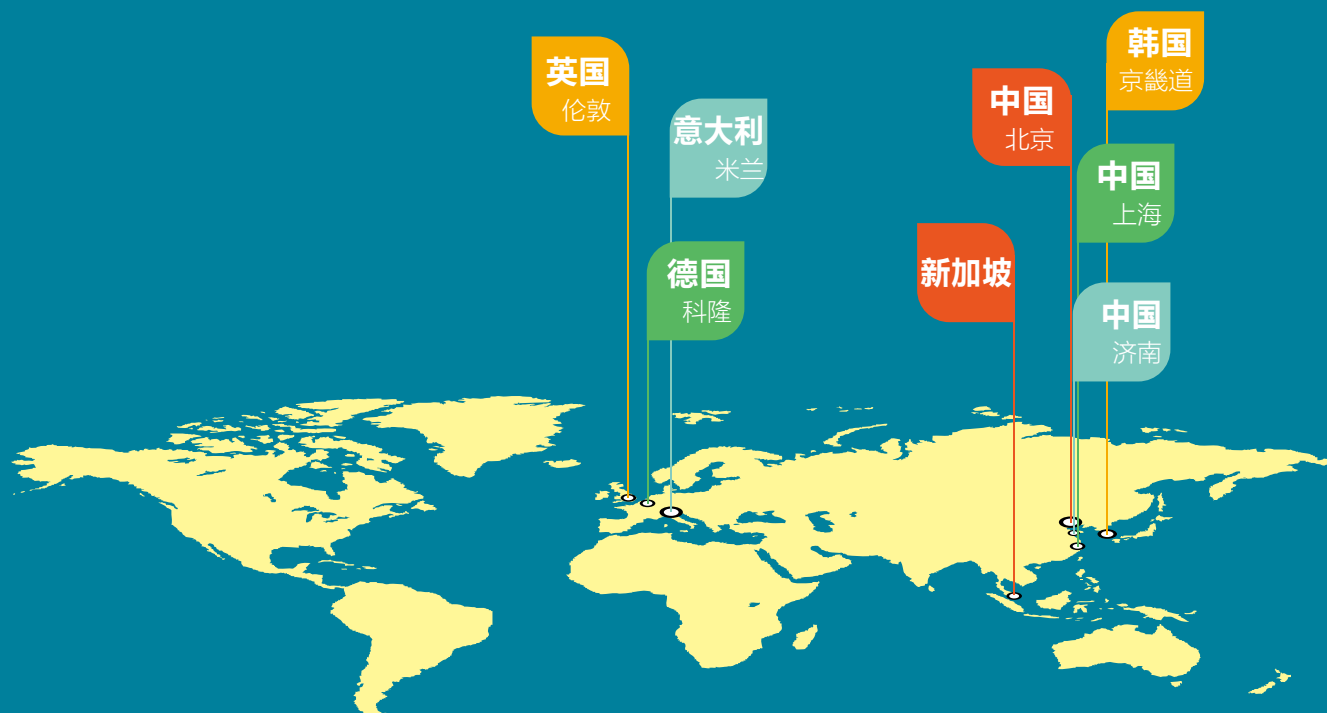 英国
伦敦
意大利
米兰
德国
科隆
新加坡
中国
北京
韩国
京畿道
中国
上海
中国
济南